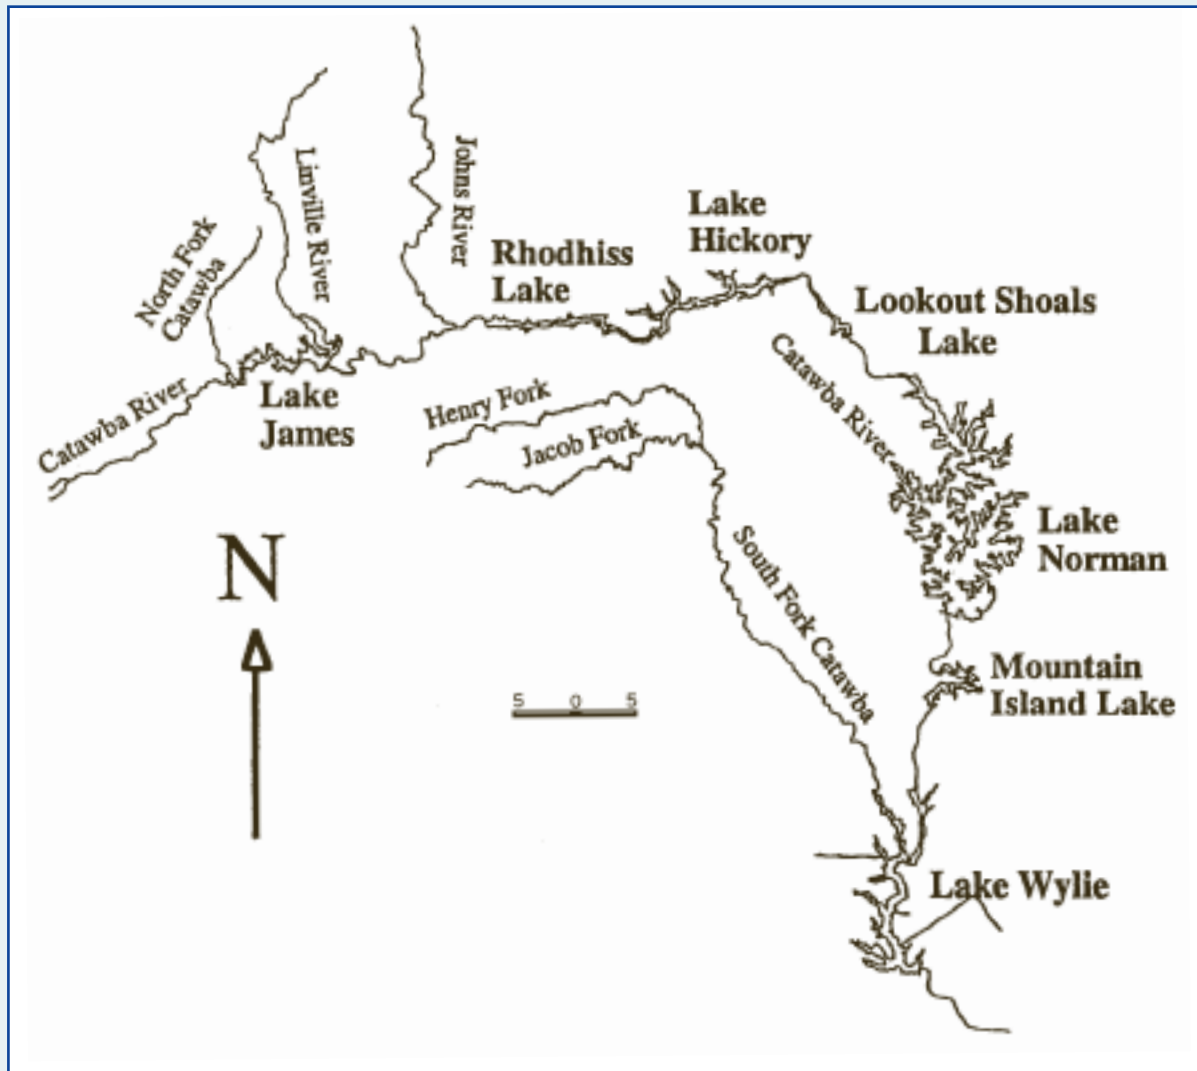 Johns River
Linville River
North Fork
Catawba
Lake
Hickory
Rhodhiss
Lake
Lookout Shoals
Lake
Catawba River
Catawba River
Lake
James
Henry Fork
Jacob Fork
Lake
Norman
N
South Fork Catawba
Mountain
Island Lake
5 0 5
Lake Wylie